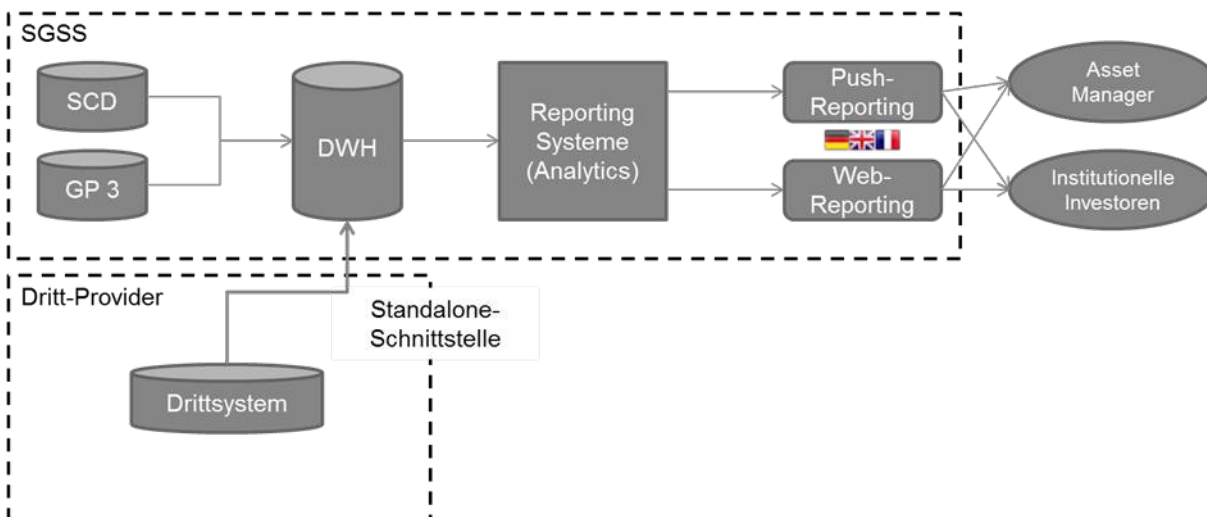 SGSS
SCD
GP 3
DWH
Reporting
Systeme
(Analytics)
Push-
Reporting
Web-
Reporting
Asset
Manager
Institutionelle
Investoren
Dritt-Provider
Standalone-
Schnittstelle
Drittsystem